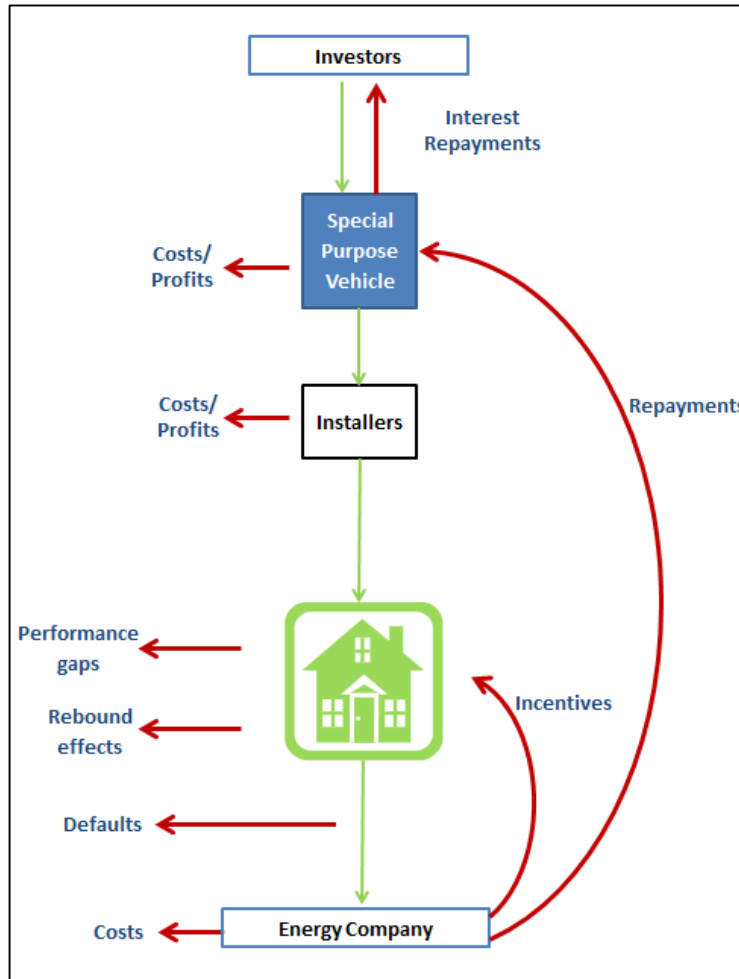 Investors
Interest
Repayments
Special
Purpose
Vehicle
Costs/
Profits
Costs/
Profits
Installers
Repayments
Performance
gaps
Incentives
Rebound
effects
Defaults
Costs
Energy Company